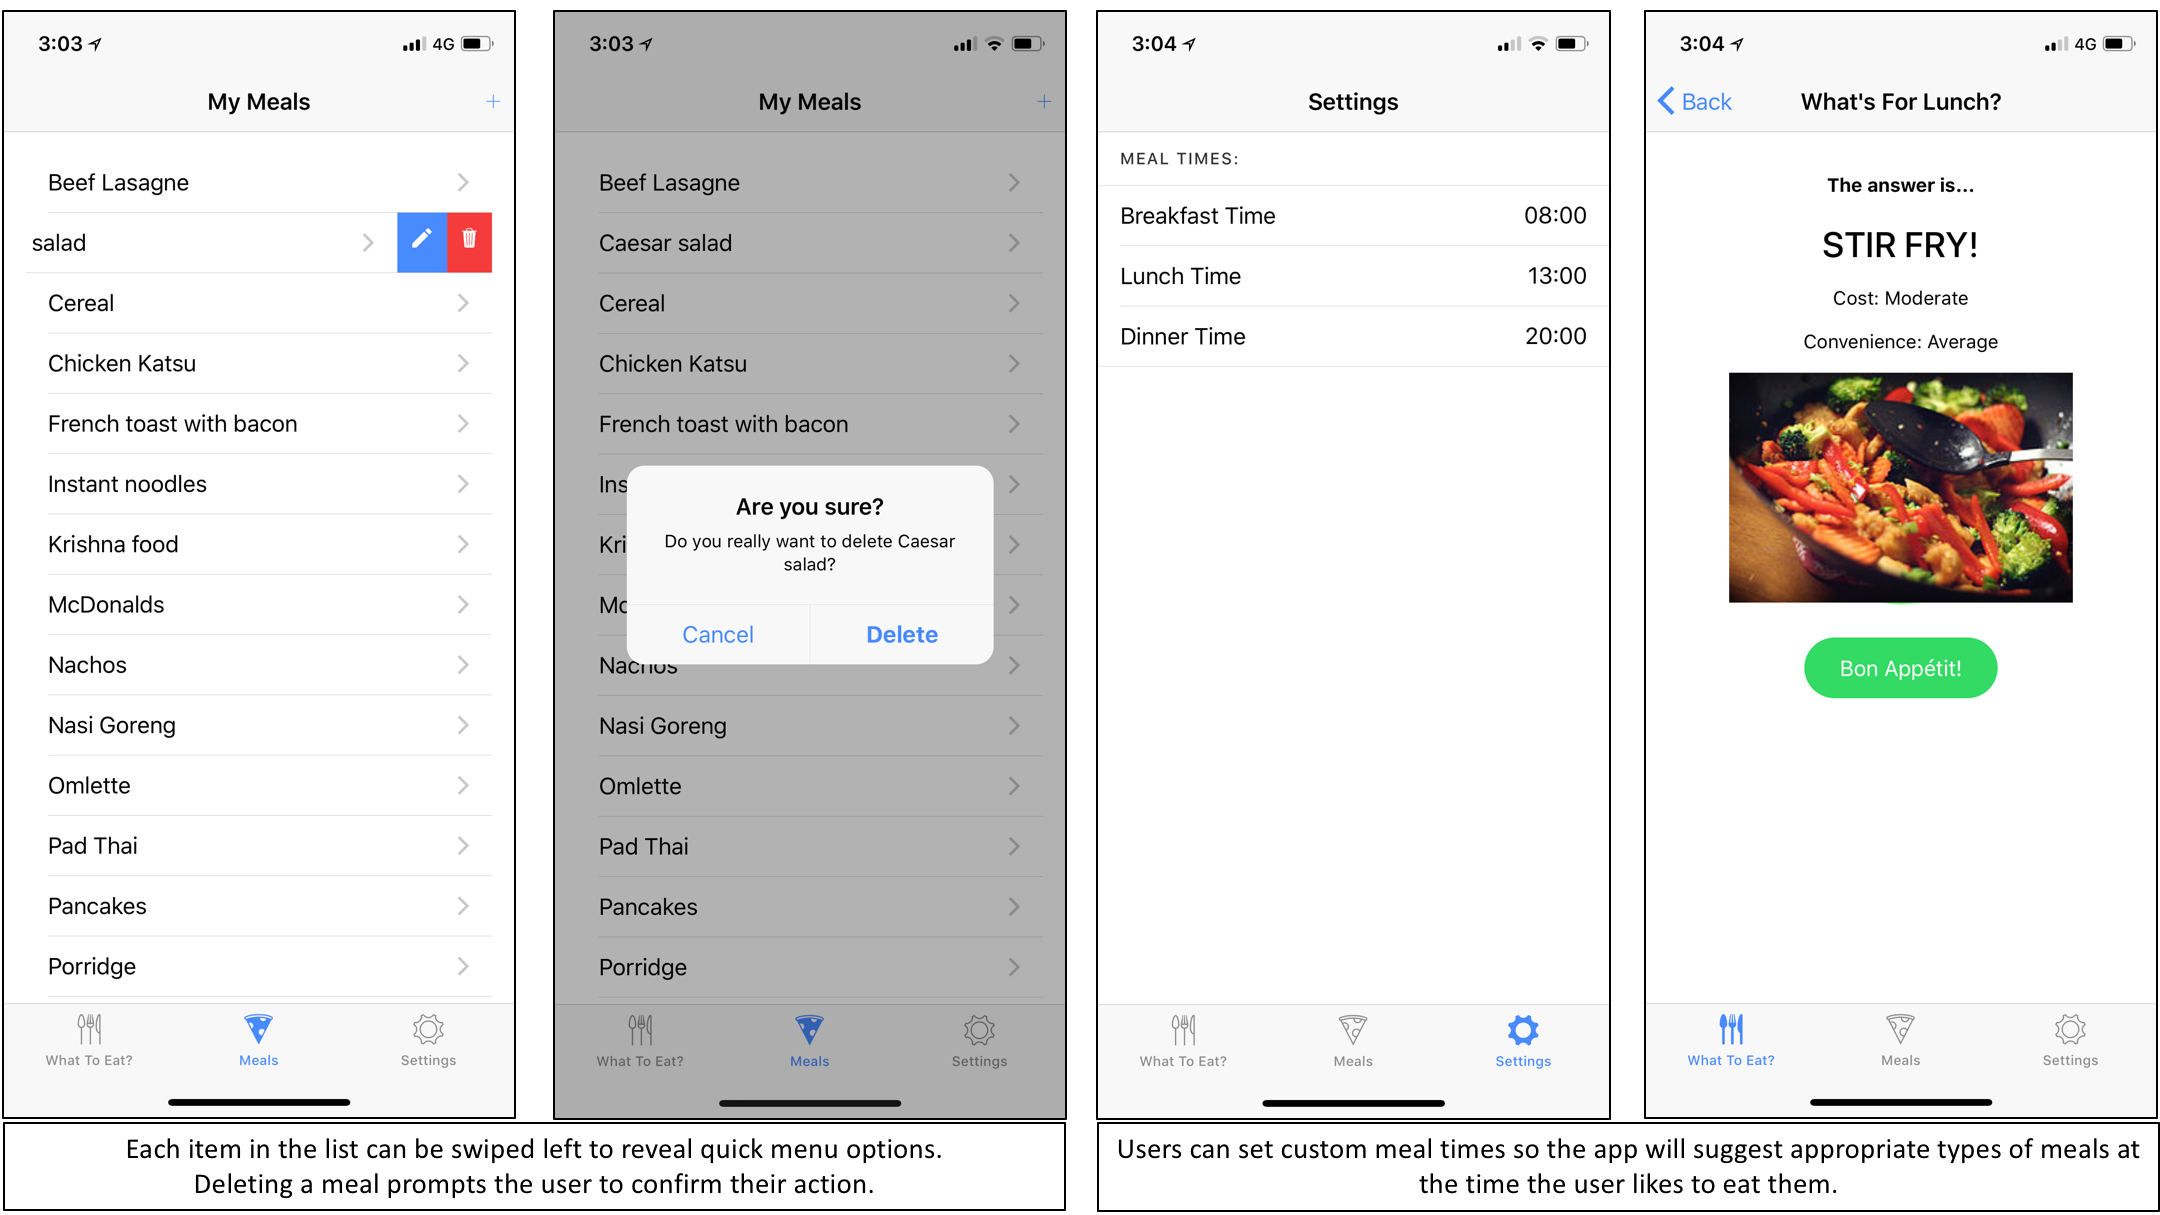 3:03
4G
My Meals
+
Beef Lasagne
salad
Cereal
Chicken Katsu
French toast with bacon
Instant noodles
Krishna food
McDonalds
Nachos
Nasi Goreng
Omlette
Pad Thai
Pancakes
Porridge
What To Eat?
Meals
Settings
3:03
My Meals
+
Beef Lasagne
Caesar salad
Cereal
Chicken Katsu
French toast with bacon
Ins
Kri
Mc
Nachos
Nasi Goreng
Omlette
Pad Thai
Pancakes
Porridge
Are you sure?
Do you really want to delete Caesar
salad?
Cancel
Delete
What To Eat?
Meals
Settings
Each item in the list can be swiped left to reveal quick menu options.
Deleting a meal prompts the user to confirm their action.
3:04
Settings
MEAL TIMES:
Breakfast Time 08:00
Lunch Time 13:00
Dinner Time 20:00
What To Eat?
Meals
Settings
3:04
4G
Back
What's For Lunch?
The answer is...
STIR FRY!
Cost: Moderate
Convenience: Average
Bon Appétit!
What To Eat?
Meals
Settings
Users can set custom meal times so the app will suggest appropriate types of meals at
the time the user likes to eat them.